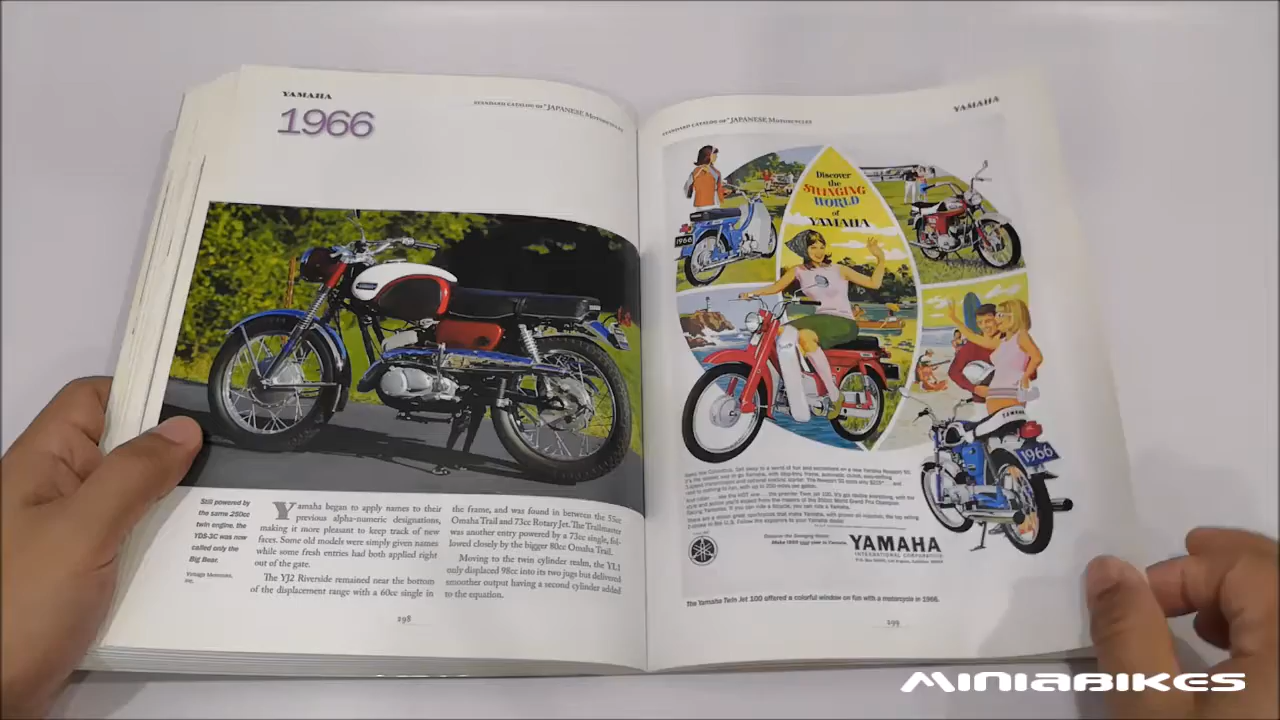 YAMAHA
STANDARD CATALOG OF® JAPANESE MOTORCYCLES
1966
Still powered by
the same 250cc
twin engine, the
YDS-3C was now
called only the
Big Bear.
Vintage Memories,
Inc.
Yamaha began to apply names to their
previous alpha-numeric designations,
making it more pleasant to keep track of new
faces. Some old models were simply given names
while some fresh entries had both applied right
out of the gate.
The YJ2 Riverside remained near the bottom
of the displacement range with a 60cc single in
the frame, and was found in between the 55cc
Omaha Trail and 73cc Rotary Jet. The Trailmaster
was another entry powered by a 73cc single, fol-
lowed closely by the bigger 80cc Omaha Trail.
Moving to the twin cylinder realm, the YL1
only displaced 98cc into its two jugs but delivered
smoother output having a second cylinder added
to the equation.
298
STANDARD CATALOG OF® JAPANESE MOTORCYCLES
YAMAHA
Discover
the
SWINGING
WORLD
of
YAMAHA
1966
YAMAHA
1966
Discover the Swinging World
YAMAHA
INTERNATIONAL CORPORATION
The Yamaha Twin Jet 100 offered a colorful window on fun with a motorcycle in 1966.
299
MINIABIKES